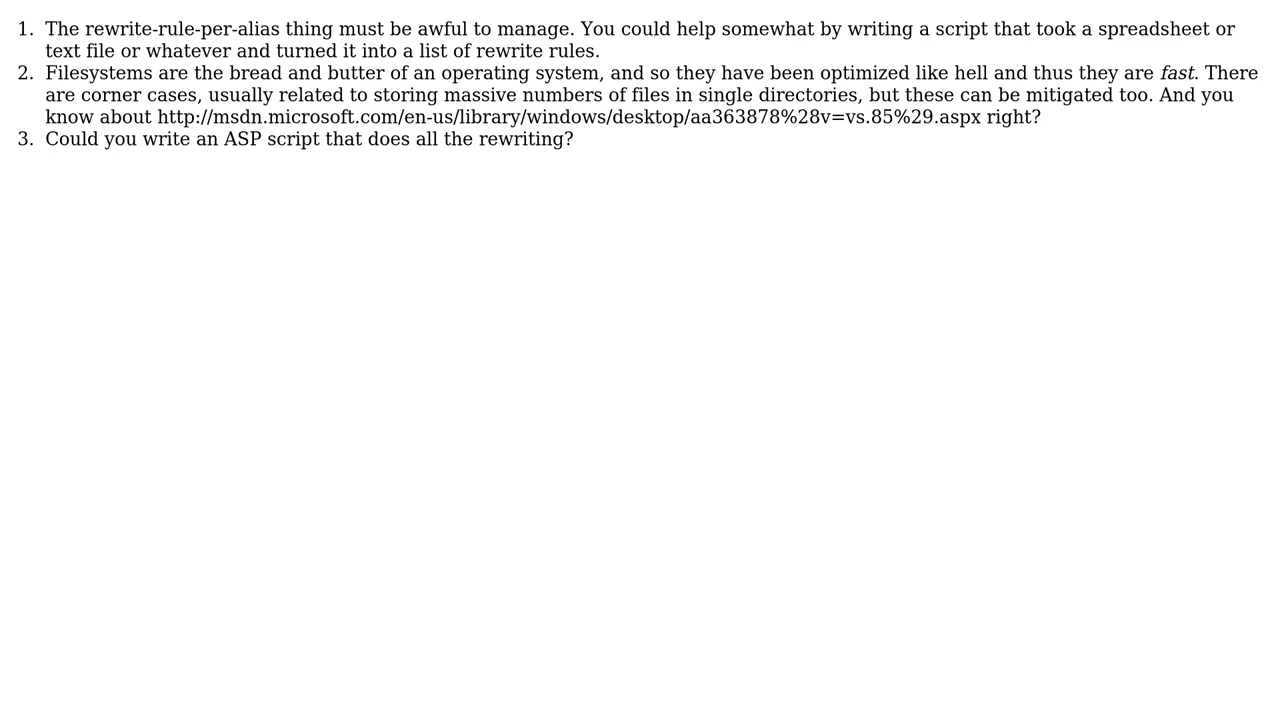 1. The rewrite-rule-per-alias thing must be awful to manage. You could help somewhat by writing a script that took a spreadsheet or
text file or whatever and turned it into a list of rewrite rules.
2. Filesystems are the bread and butter of an operating system, and so they have been optimized like hell and thus they are fast. There
are corner cases, usually related to storing massive numbers of files in single directories, but these can be mitigated too. And you
know about http://msdn.microsoft.com/en-us/library/windows/desktop/aa363878%28v=vs.85%29.aspx right?
3. Could you write an ASP script that does all the rewriting?